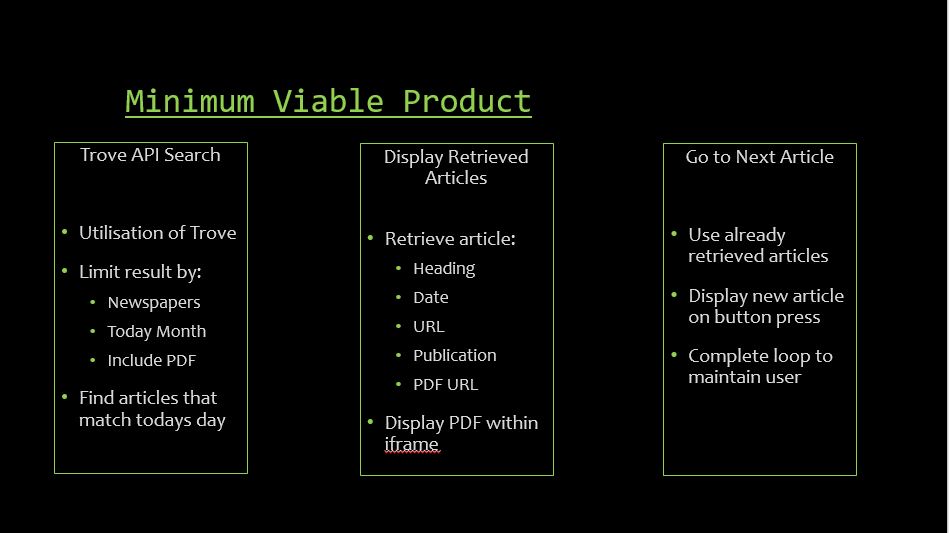 Minimum Viable Product
Trove API Search
Utilisation of Trove
Limit result by:
Newspapers
Today Month
Include PDF
Find articles that
match todays day
Display Retrieved
Articles
Retrieve article:
Heading
Date
URL
Publication
PDF URL
Display PDF within
iframe
Go to Next Article
Use already
retrieved articles
Display new article
on button press
Complete loop to
maintain user